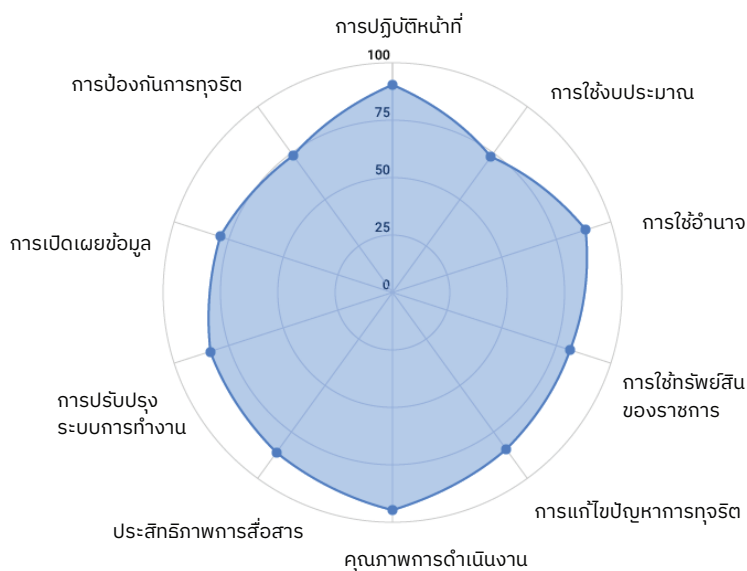 การปฏิบัติหน้าที่
100
การป้องกันการทุจริต
การใช้งบประมาณ
75
50
การใช้อำนาจ
การเปิดเผยข้อมูล
25
0
การใช้ทรัพย์สิน
ของราชการ
การปรับปรุง
ระบบการทำงาน
การแก้ไขปัญหาการทุจริต
ประสิทธิภาพการสื่อสาร
คุณภาพการดำเนินงาน